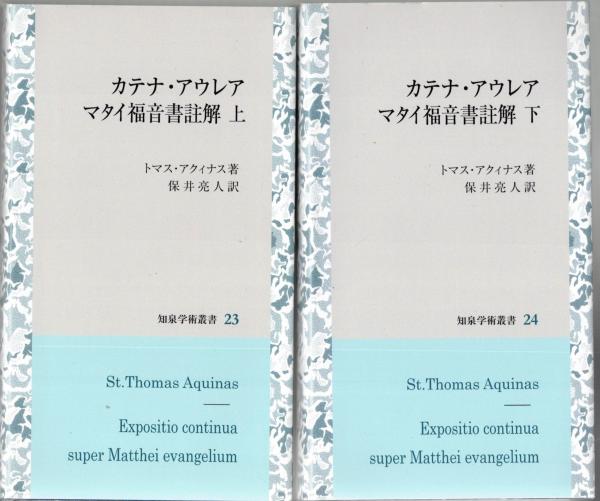 カテナ・アウレア
マタイ福音書註解 上
トマス・アクィナス著
保井亮人訳
知泉学術叢書 23
St.Thomas Aquinas
Expositio continua
super Matthei evangelium
カテナ・アウレア
マタイ福音書註解 下
トマス・アクィナス著
保井亮人訳
知泉学術叢書 24
St.Thomas Aquinas
Expositio continua
super Matthei evangelium